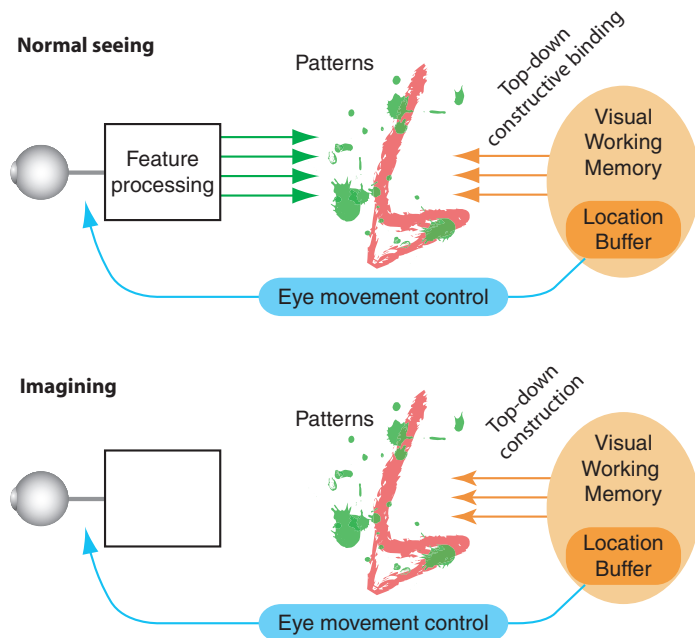 Normal seeing
Patterns
Top-down
constructive binding
Feature
processing
Visual
Working
Memory
Location
Buffer
Eye movement control
Imagining
Patterns
Top-down
construction
Visual
Working
Memory
Location
Buffer
Eye movement control